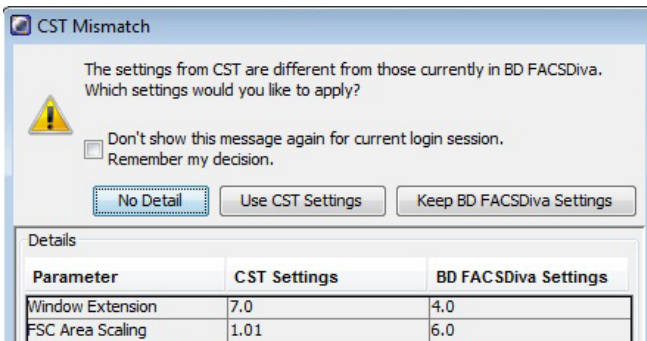 CST Mismatch
The settings from CST are different from those currently in BD FACSDiva.
Which settings would you like to apply?
Don't show this message again for current login session.
Remember my decision.
No Detail Use CST Settings Keep BD FACSDiva Settings
Details
Parameter CST Settings BD FACSDiva Settings
Window Extension 7.0 4.0
FSC Area Scaling 1.01 6.0